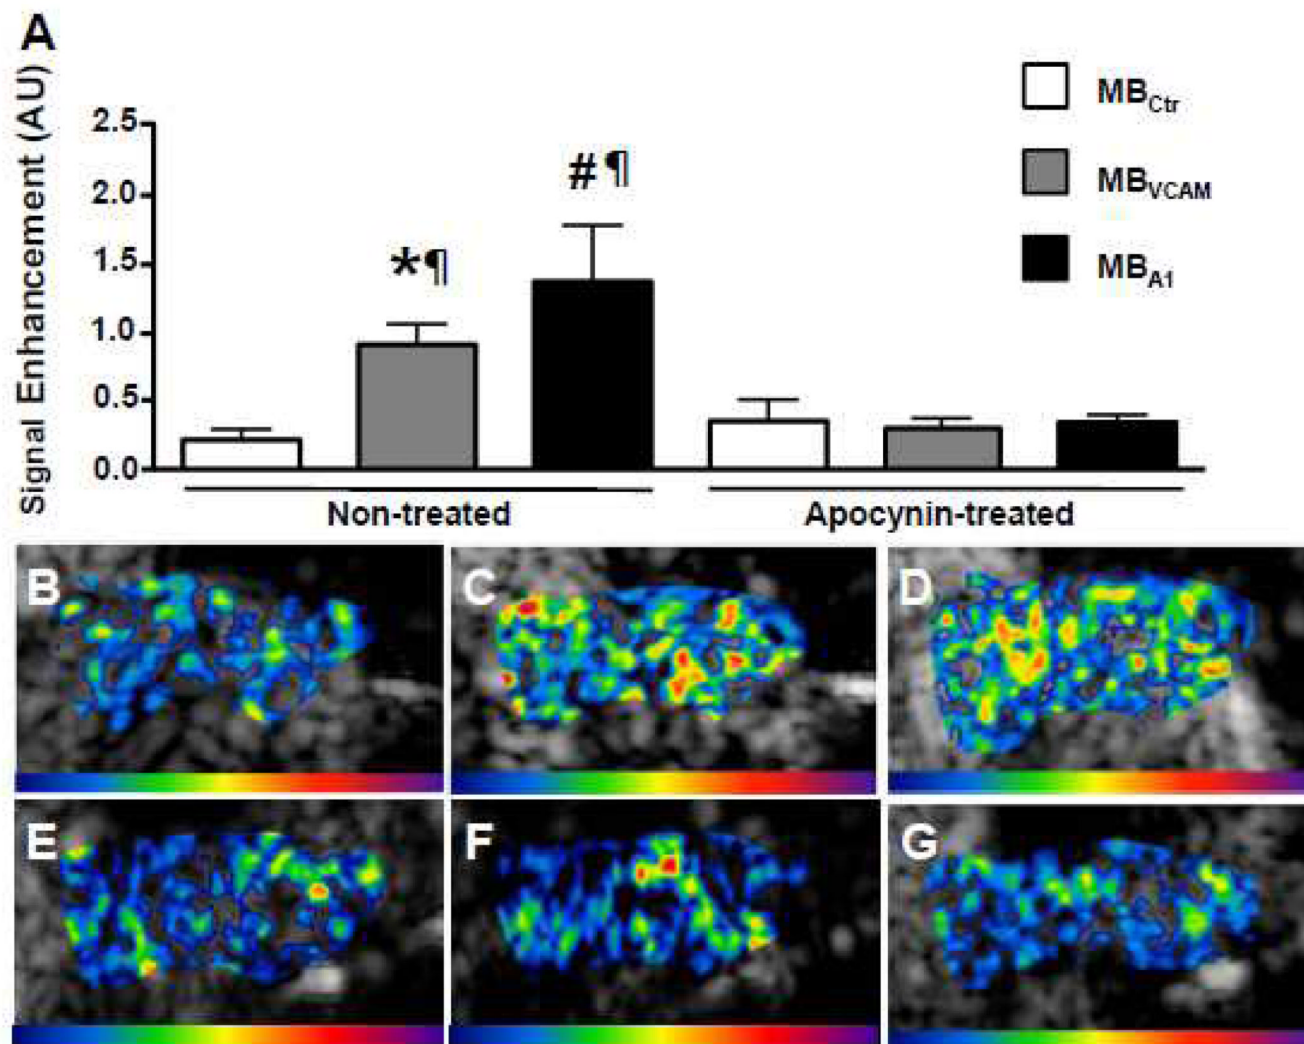 A
Signal Enhancement (AU)
2.5
2.0
1.5
1.0
0.5
0.0
*¶
#¶
MBCtr
MBVCAM
MBA1
Non-treated
Apocynin-treated
B
C
D
E
F
G